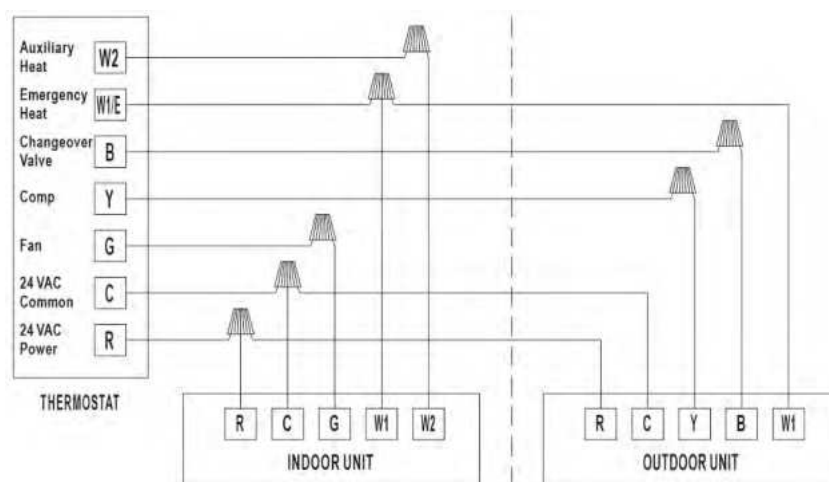 Auxiliary
Heat
W2
Emergency
Heat
W1/E
Changeover
Valve
B
Comp
Y
Fan
G
24 VAC
Common
C
24 VAC
Power
R
THERMOSTAT
R C G W1 W2
INDOOR UNIT
R C Y B W1
OUTDOOR UNIT